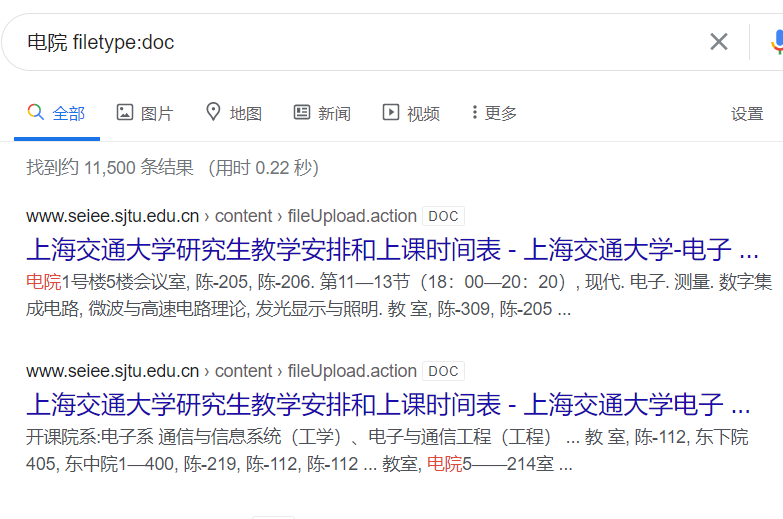 电院 filetype:doc
全部 图片 地图 新闻 视频 更多 设置
找到约 11,500 条结果 （用时 0.22 秒）
www.seiee.sjtu.edu.cn › content › fileUpload.action DOC
上海交通大学研究生教学安排和上课时间表 - 上海交通大学-电子 ...
电院1号楼5楼会议室, 陈-205, 陈-206. 第11—13节（18：00—20：20）, 现代. 电子. 测量. 数字集
成电路, 微波与高速电路理论, 发光显示与照明. 教 室, 陈-309, 陈-205 ...
www.seiee.sjtu.edu.cn › content › fileUpload.action DOC
上海交通大学研究生教学安排和上课时间表 - 上海交通大学电子 ...
开课院系:电子系 通信与信息系统（工学）、电子与通信工程（工程） ... 教 室, 陈-112, 东下院
405, 东中院1—400, 陈-219, 陈-112, 陈-112 ... 教室, 电院5——214室 ...